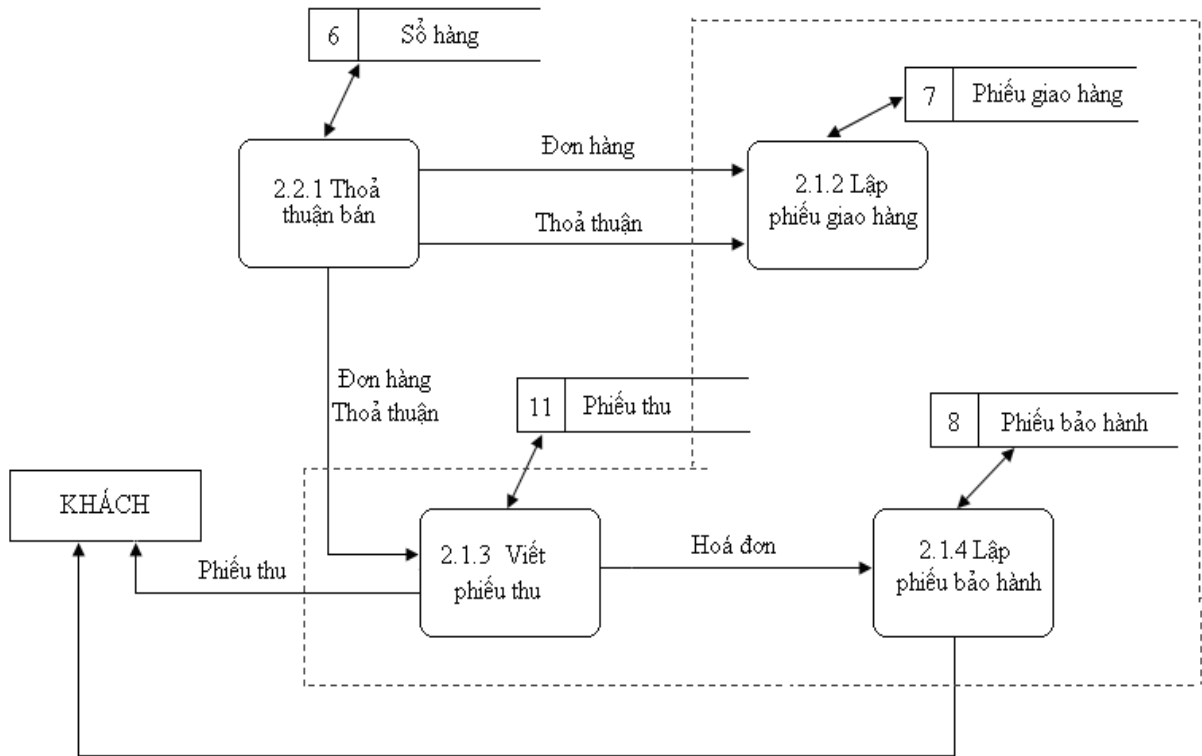 6 Sổ hàng
7 Phiếu giao hàng
Đơn hàng
2.2.1 Thoả
thuận bán
2.1.2 Lập
phiếu giao hàng
Thoả thuận
Đơn hàng
Thoả thuận
11 Phiếu thu
8 Phiếu bảo hành
KHÁCH
Phiếu thu
2.1.3 Viết
phiếu thu
Hoá đơn
2.1.4 Lập
phiếu bảo hành